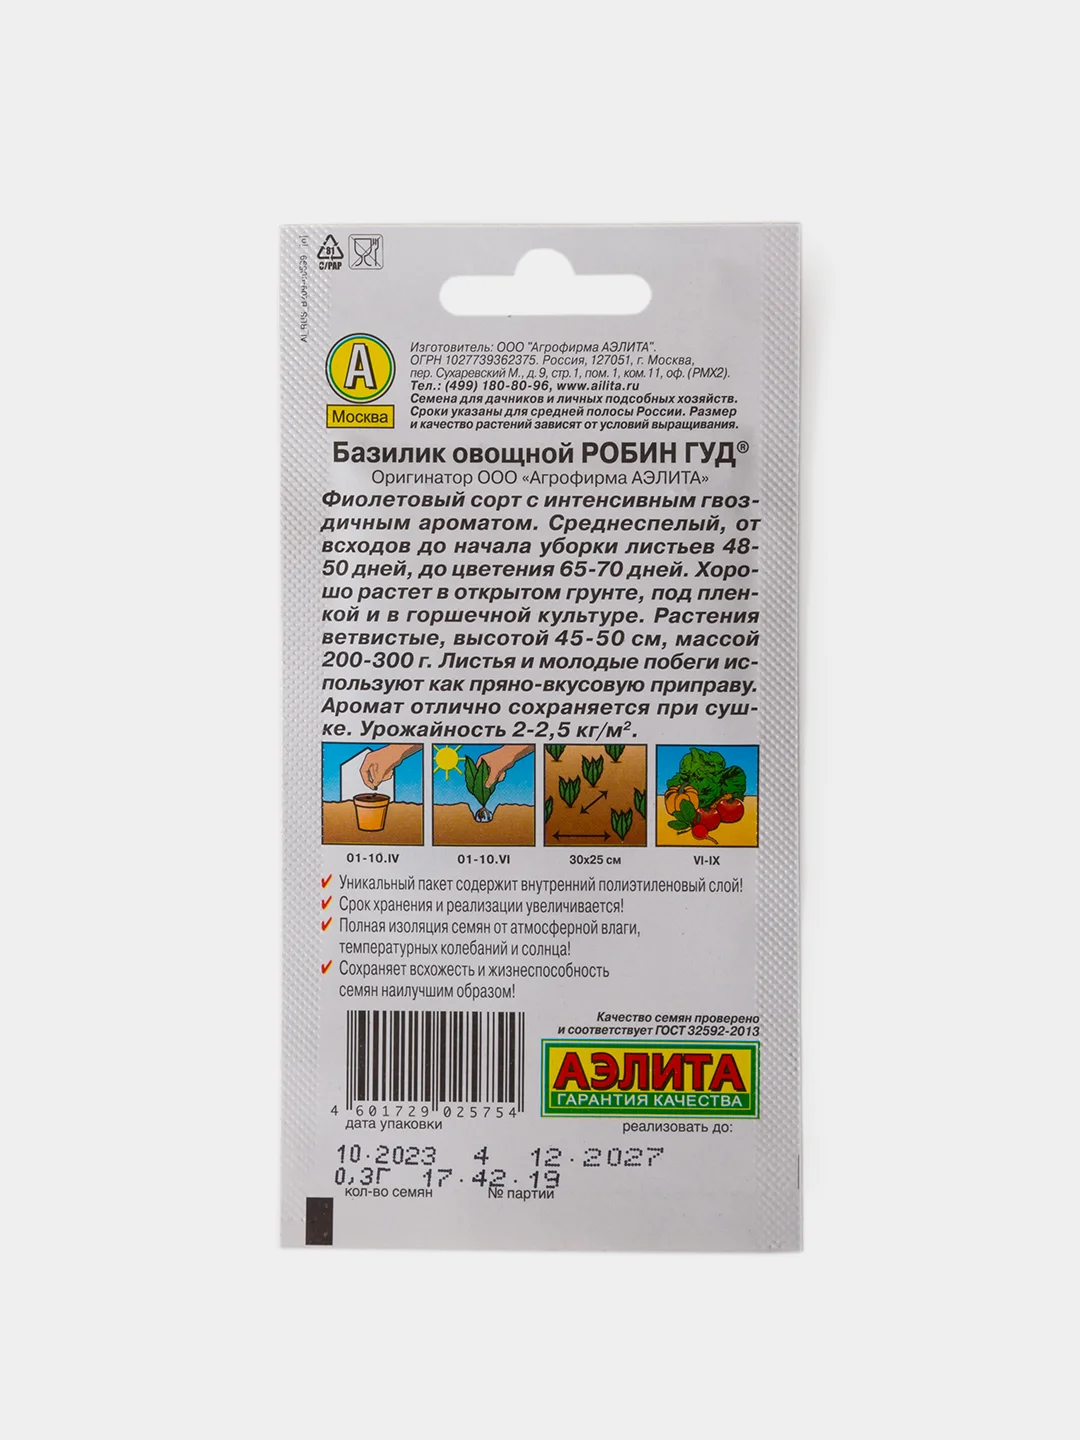 81
C/PAP
А
Москва
Изготовитель: ООО "Агрофирма АЭЛИТА".
ОГРН 1027739362375. Россия, 127051, г. Москва,
пер. Сухаревский М., д. 9, стр. 1, пом. 1, ком. 11, оф. (РМХ2).
Тел.: (499) 180-80-96, www.ailita.ru
Семена для дачников и личных подсобных хозяйств.
Сроки указаны для средней полосы России. Размер
и качество растений зависят от условий выращивания.
Базилик овощной РОБИН ГУД®
Оригинатор ООО «Агрофирма АЭЛИТА»
Фиолетовый сорт с интенсивным гвоз-
дичным ароматом. Среднеспелый, от
всходов до начала уборки листьев 48-
50 дней, до цветения 65-70 дней. Хоро-
шо растет в открытом грунте, под плен-
кой и в горшечной культуре. Растения
ветвистые, высотой 45-50 см, массой
200-300 г. Листья и молодые побеги ис-
пользуют как пряно-вкусовую приправу.
Аромат отлично сохраняется при суш-
ке. Урожайность 2-2,5 кг/м².
01-10.IV 01-10.VI 30x25 см VI-IX
Уникальный пакет содержит внутренний полиэтиленовый слой!
Срок хранения и реализации увеличивается!
Полная изоляция семян от атмосферной влаги,
температурных колебаний и солнца!
Сохраняет всхожесть и жизнеспособность
семян наилучшим образом!
Качество семян проверено
и соответствует ГОСТ 32592-2013
АЭЛИТА
ГАРАНТИЯ КАЧЕСТВА
4 601729 025754
дата упаковки реализовать до:
10.2023 4 12.2027
0,3Г 17.42.19
кол-во семян № партии